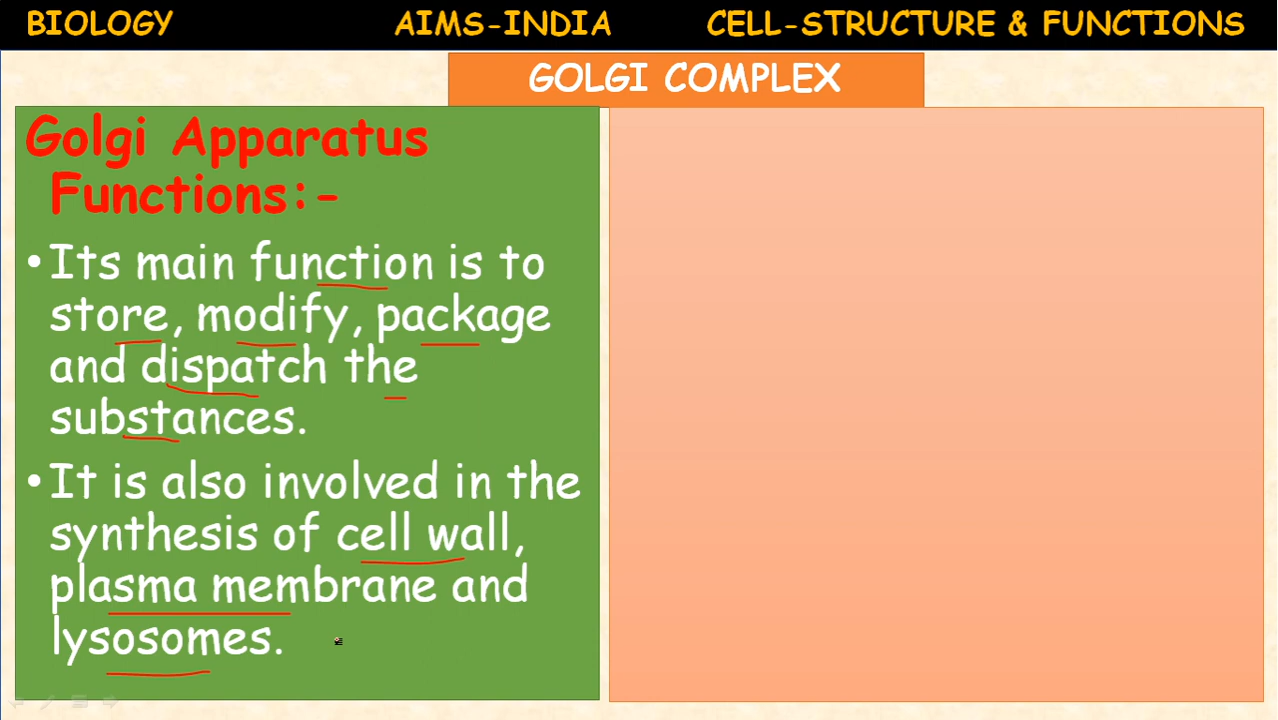 BIOLOGY AIMS-INDIA CELL-STRUCTURE & FUNCTIONS
GOLGI COMPLEX
Golgi Apparatus
Functions:-
•Its main function is to
store, modify, package
and dispatch the
substances.
•It is also involved in the
synthesis of cell wall,
plasma membrane and
lysosomes.